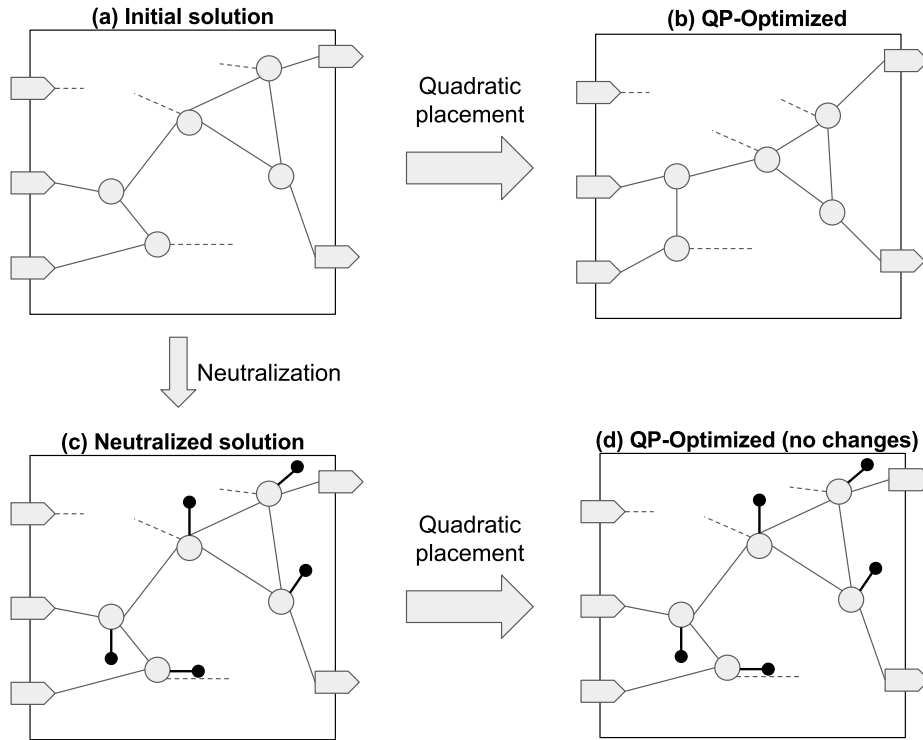 (a) Initial solution
(b) QP-Optimized
Quadratic
placement
Neutralization
(c) Neutralized solution
(d) QP-Optimized (no changes)
Quadratic
placement